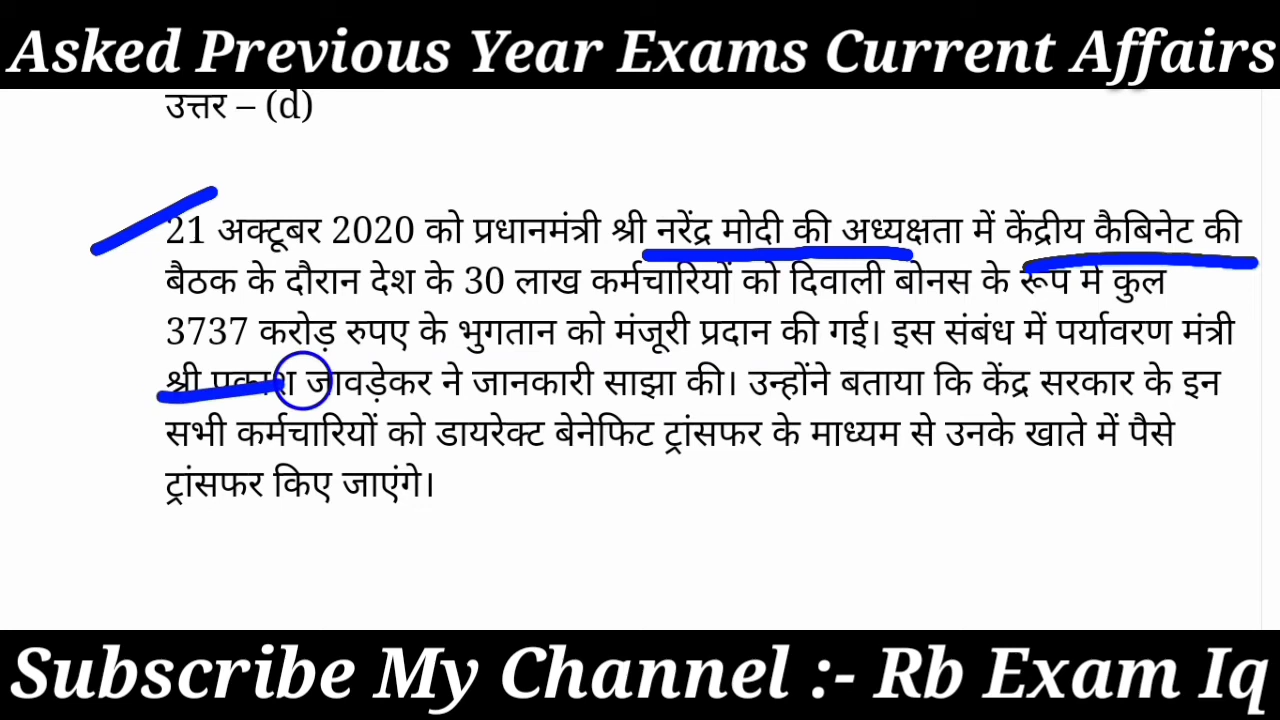 Asked Previous Year Exams Current Affairs
उत्तर – (d)
21 अक्टूबर 2020 को प्रधानमंत्री श्री नरेंद्र मोदी की अध्यक्षता में केंद्रीय कैबिनेट की
बैठक के दौरान देश के 30 लाख कर्मचारियों को दिवाली बोनस के रूप में कुल
3737 करोड़ रुपए के भुगतान को मंजूरी प्रदान की गई। इस संबंध में पर्यावरण मंत्री
श्री प्रकाश जावड़ेकर ने जानकारी साझा की। उन्होंने बताया कि केंद्र सरकार के इन
सभी कर्मचारियों को डायरेक्ट बेनेफिट ट्रांसफर के माध्यम से उनके खाते में पैसे
ट्रांसफर किए जाएंगे।
Subscribe My Channel :- Rb Exam Iq